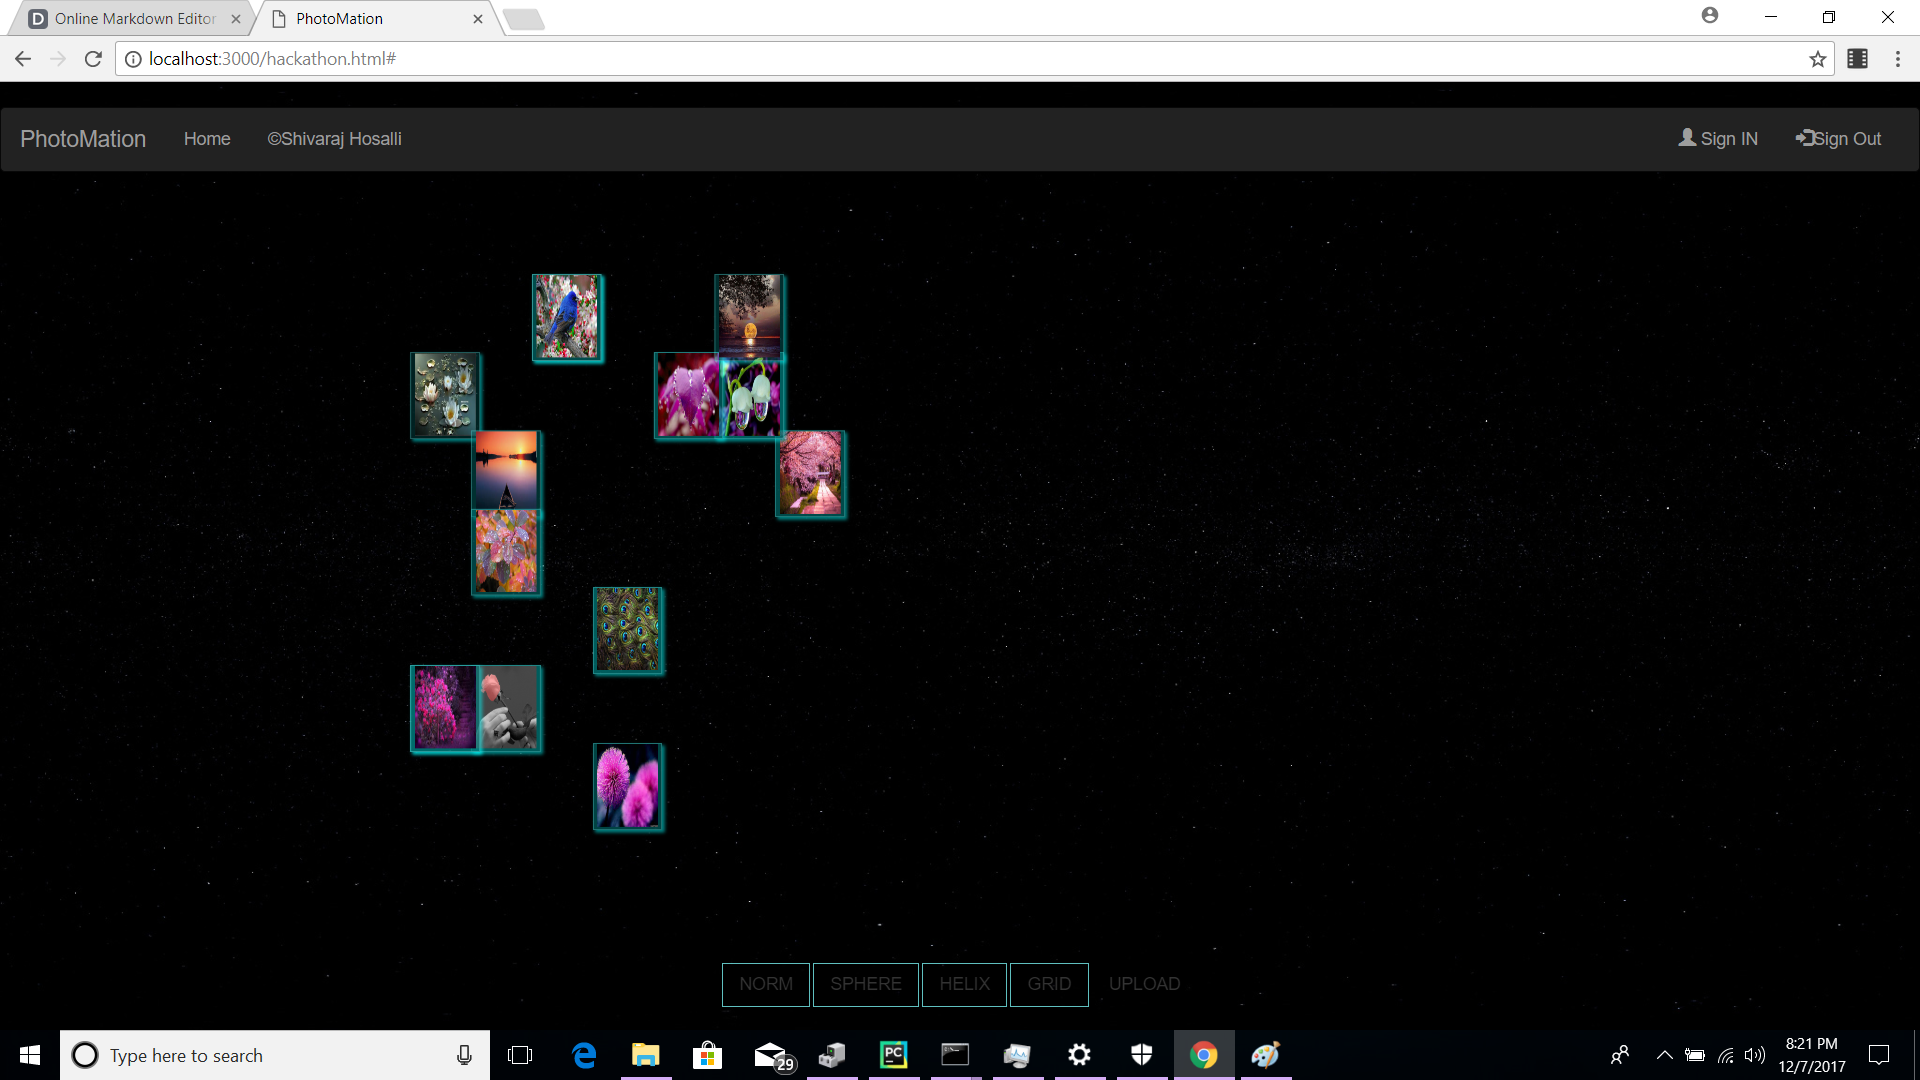 D Online Markdown Editor
PhotoMation
localhost:3000/hackathon.html#
PhotoMation Home ©Shivaraj Hosalli Sign IN Sign Out
NORM SPHERE HELIX GRID UPLOAD
Type here to search
29
PC
8:21 PM
12/7/2017